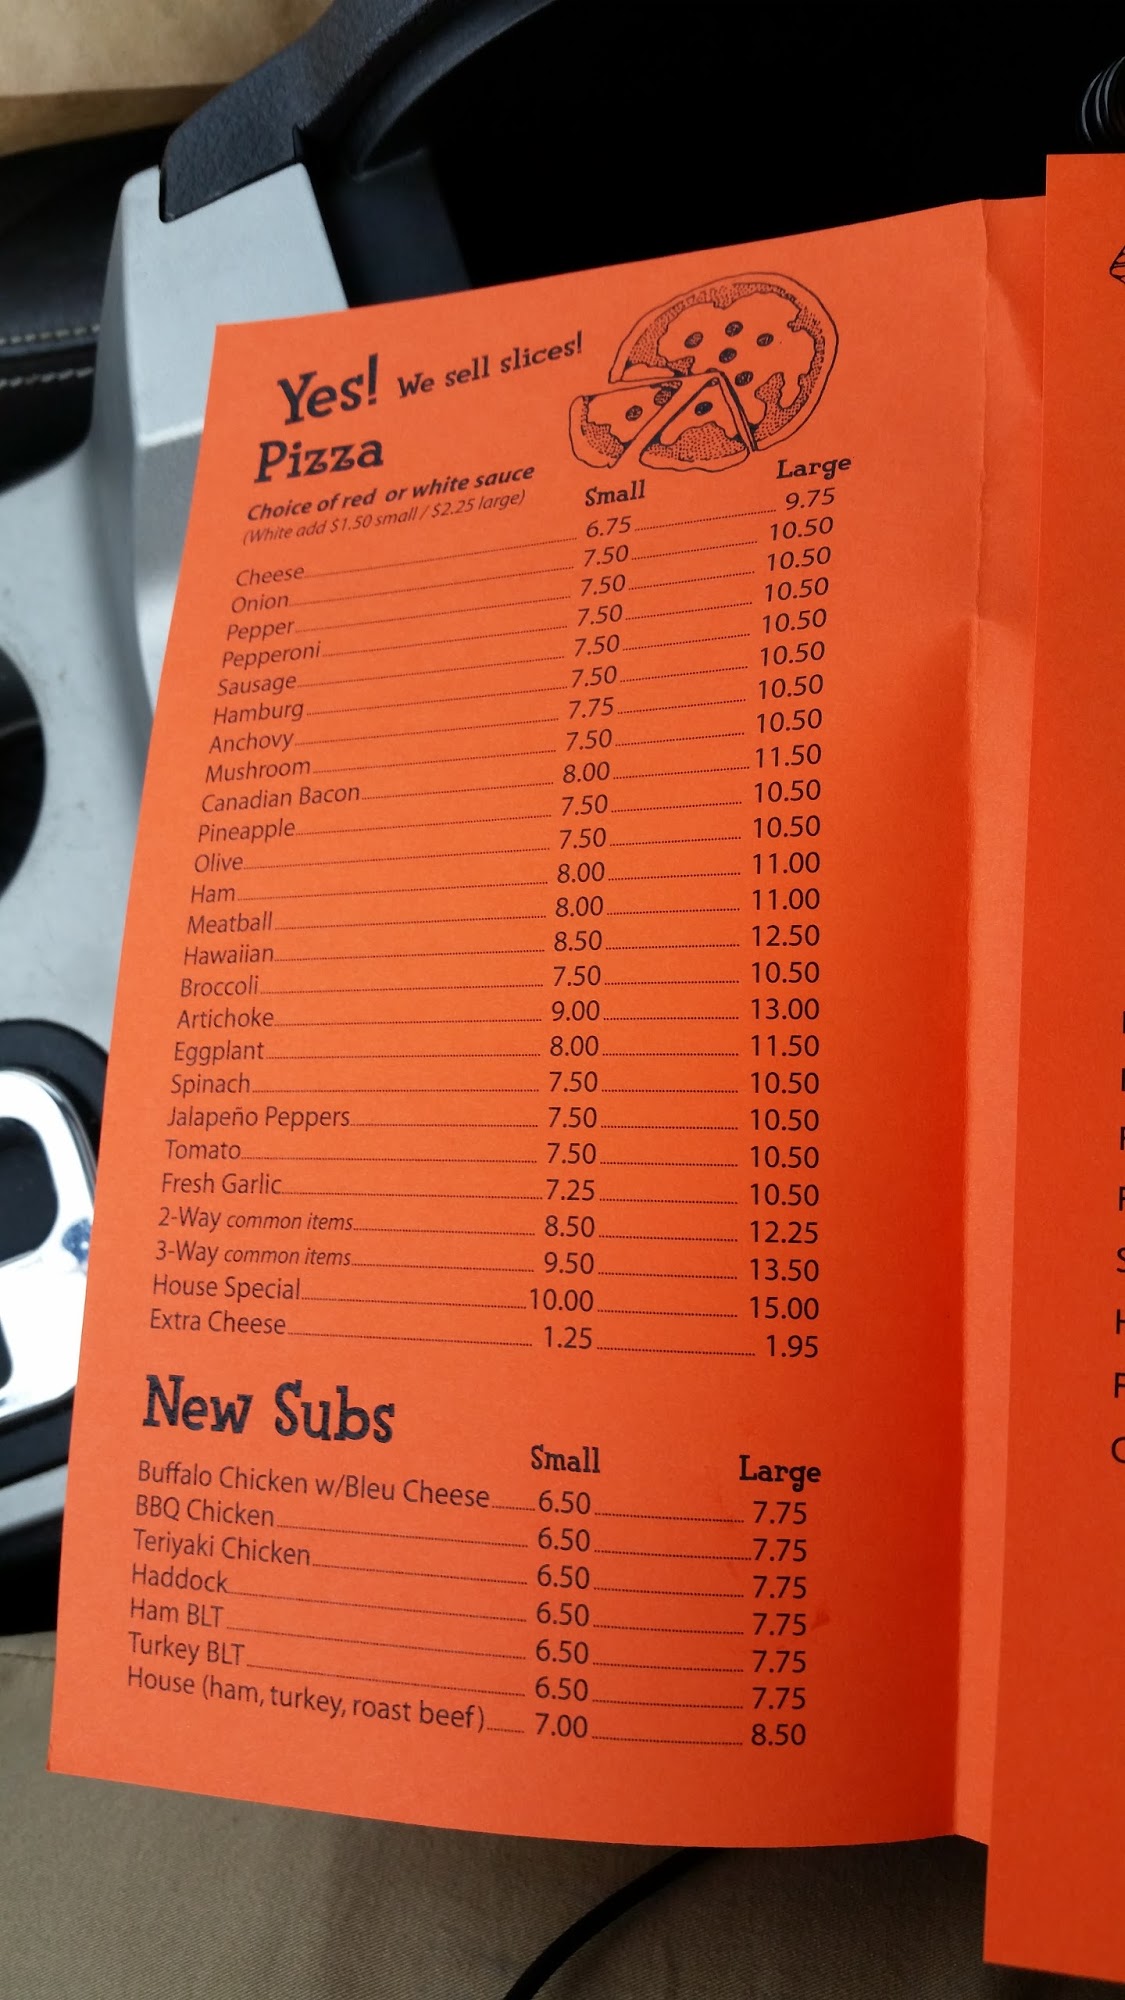 Yes! We sell slices!
Pizza
Choice of red or white sauce
(White add $1.50 small / $2.25 large)
Small Large
Cheese 6.75 9.75
Onion 7.50 10.50
Pepper 7.50 10.50
Pepperoni 7.50 10.50
Sausage 7.50 10.50
Hamburg 7.50 10.50
Anchovy 7.75 10.50
Mushroom 7.50 10.50
Canadian Bacon 8.00 11.50
Pineapple 7.50 10.50
Olive 7.50 10.50
Ham 8.00 11.00
Meatball 8.00 11.00
Hawaiian 8.50 12.50
Broccoli 7.50 10.50
Artichoke 9.00 13.00
Eggplant 8.00 11.50
Spinach 7.50 10.50
Jalapeño Peppers 7.50 10.50
Tomato 7.50 10.50
Fresh Garlic 7.25 10.50
2-Way common items 8.50 12.25
3-Way common items 9.50 13.50
House Special 10.00 15.00
Extra Cheese 1.25 1.95
New Subs
Small Large
Buffalo Chicken w/Bleu Cheese 6.50 7.75
BBQ Chicken 6.50 7.75
Teriyaki Chicken 6.50 7.75
Haddock 6.50 7.75
Ham BLT 6.50 7.75
Turkey BLT 6.50 7.75
House (ham, turkey, roast beef) 7.00 8.50